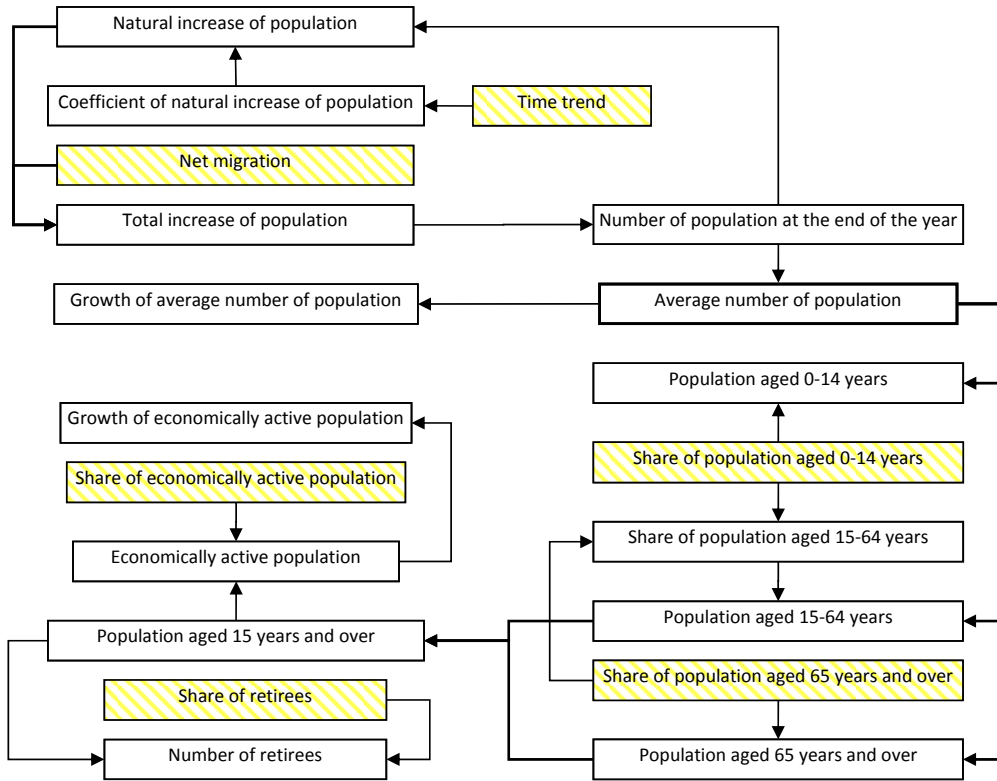 Natural increase of population
Coefficient of natural increase of population
Time trend
Net migration
Total increase of population
Number of population at the end of the year
Growth of average number of population
Average number of population
Population aged 0-14 years
Growth of economically active population
Share of population aged 0-14 years
Share of economically active population
Share of population aged 15-64 years
Economically active population
Population aged 15-64 years
Population aged 15 years and over
Share of population aged 65 years and over
Share of retirees
Number of retirees
Population aged 65 years and over